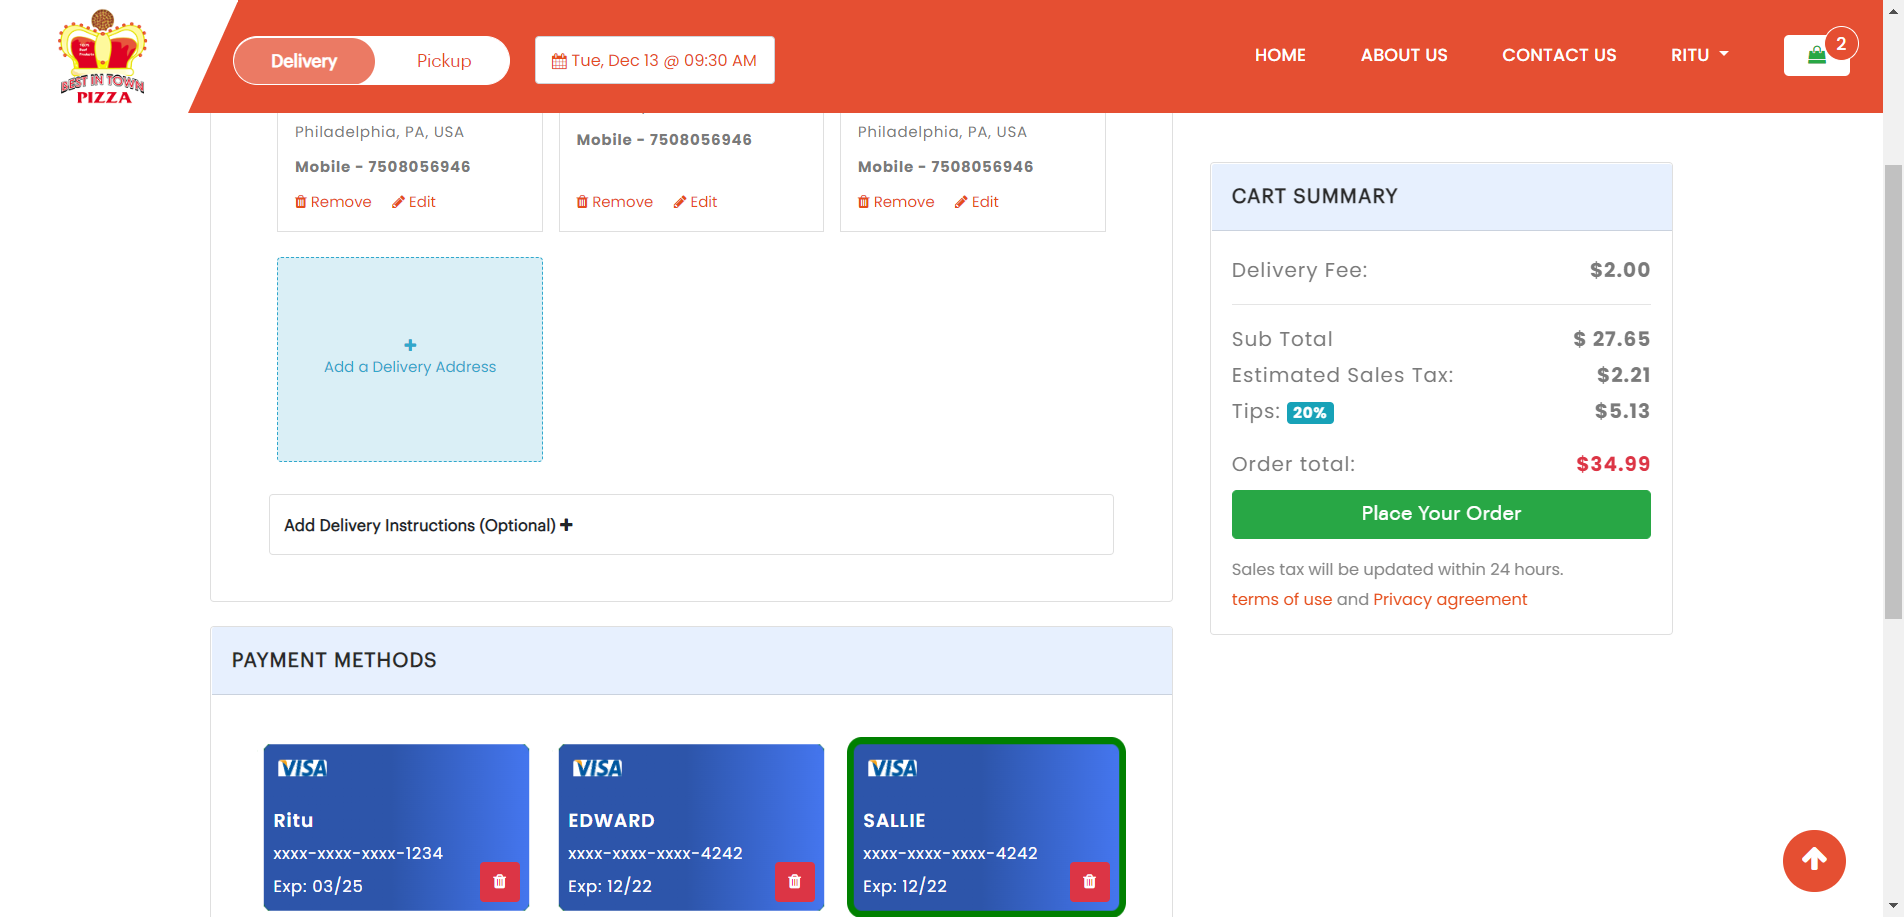 BEST IN TOWN
PIZZA
Delivery
Pickup
Tue, Dec 13 @ 09:30 AM
HOME
ABOUT US
CONTACT US
RITU
2
Philadelphia, PA, USA
Mobile - 7508056946
Remove Edit
Mobile - 7508056946
Remove Edit
Philadelphia, PA, USA
Mobile - 7508056946
Remove Edit
Add a Delivery Address
Add Delivery Instructions (Optional)
PAYMENT METHODS
VISA
Ritu
xxxx-xxxx-xxxx-1234
Exp: 03/25
VISA
EDWARD
xxxx-xxxx-xxxx-4242
Exp: 12/22
VISA
SALLIE
xxxx-xxxx-xxxx-4242
Exp: 12/22
CART SUMMARY
Delivery Fee: $2.00
Sub Total $ 27.65
Estimated Sales Tax: $2.21
Tips: 20% $5.13
Order total: $34.99
Place Your Order
Sales tax will be updated within 24 hours.
terms of use and Privacy agreement